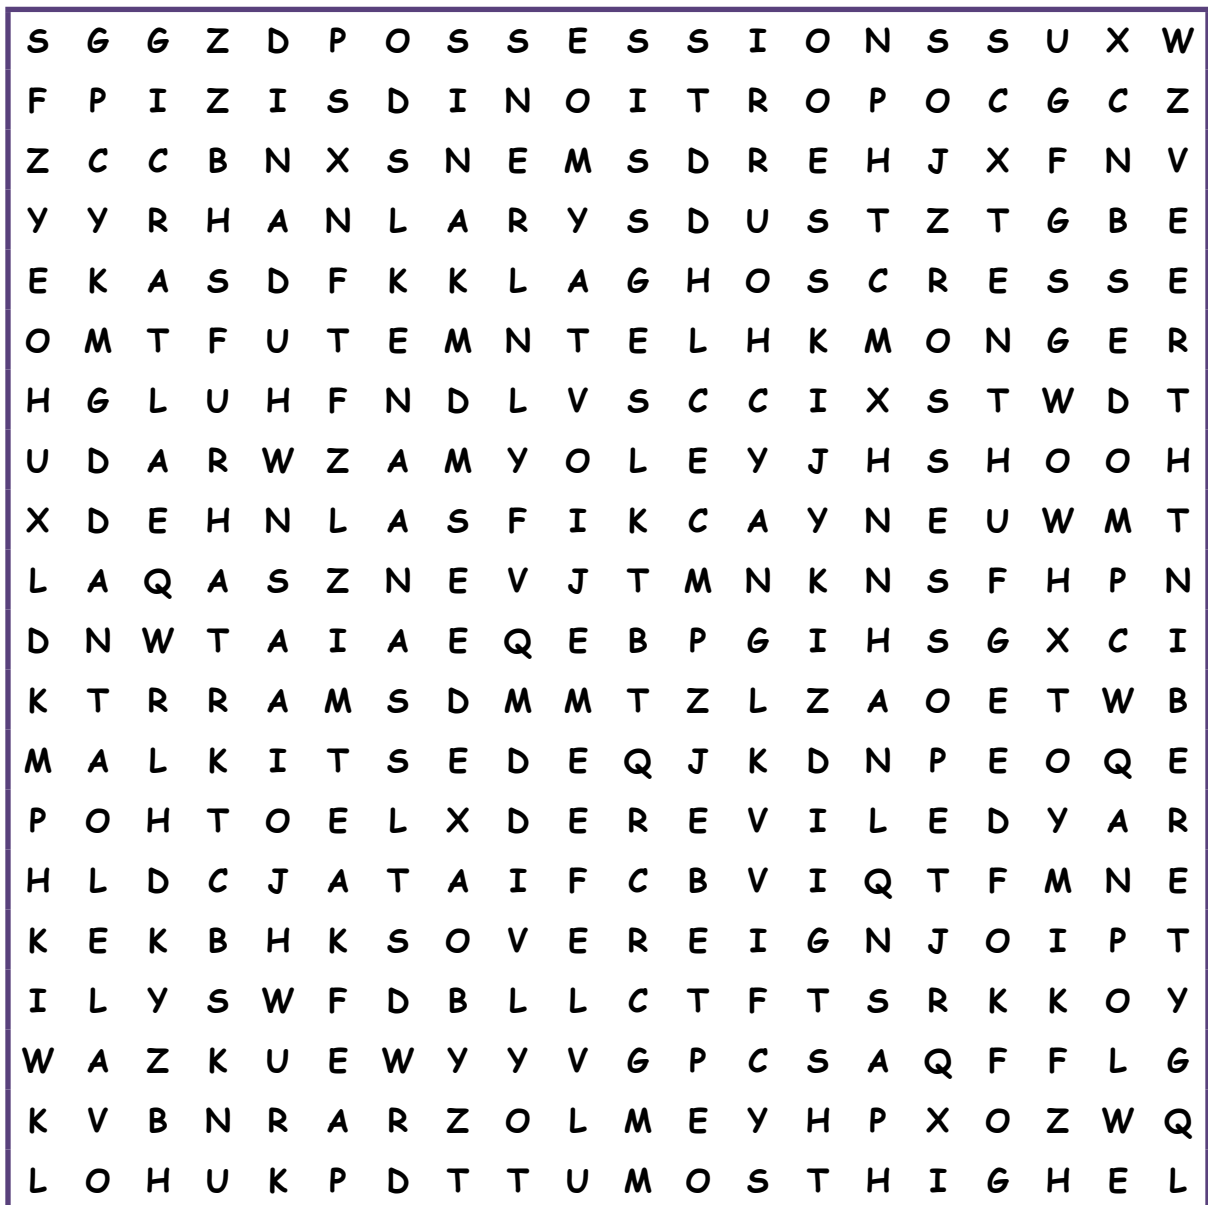 S G G Z D P O S S E S S I O N S S U X W
F P I Z I S D I N O I T R O P O C G C Z
Z C C B N X S N E M S D R E H J X F N V
Y Y R H A N L A R Y S D U S T Z T G B E
E K A S D F K K L A G H O S C R E S S E
O M T F U T E M N T E L H K M O N G E R
H G L U H F N D L V S C C I X S T W D T
U D A R W Z A M Y O L E Y J H S H O O H
X D E H N L A S F I K C A Y N E U W M T
L A Q A S Z N E V J T M N K N S F H P N
D N W T A I A E Q E B P G I H S G X C I
K T R R A M S D M M T Z L Z A O E T W B
M A L K I T S E D E Q J K D N P E O Q E
P O H T O E L X D E R E V I L E D Y A R
H L D C J A T A I F C B V I Q T F M N E
K E K B H K S O V E R E I G N J O I P T
I L Y S W F D B L L C T F T S R K K O Y
W A Z K U E W Y Y V G P C S A Q F F L G
K V B N R A R Z O L M E Y H P X O Z W Q
L O H U K P D T T U M O S T H I G H E L